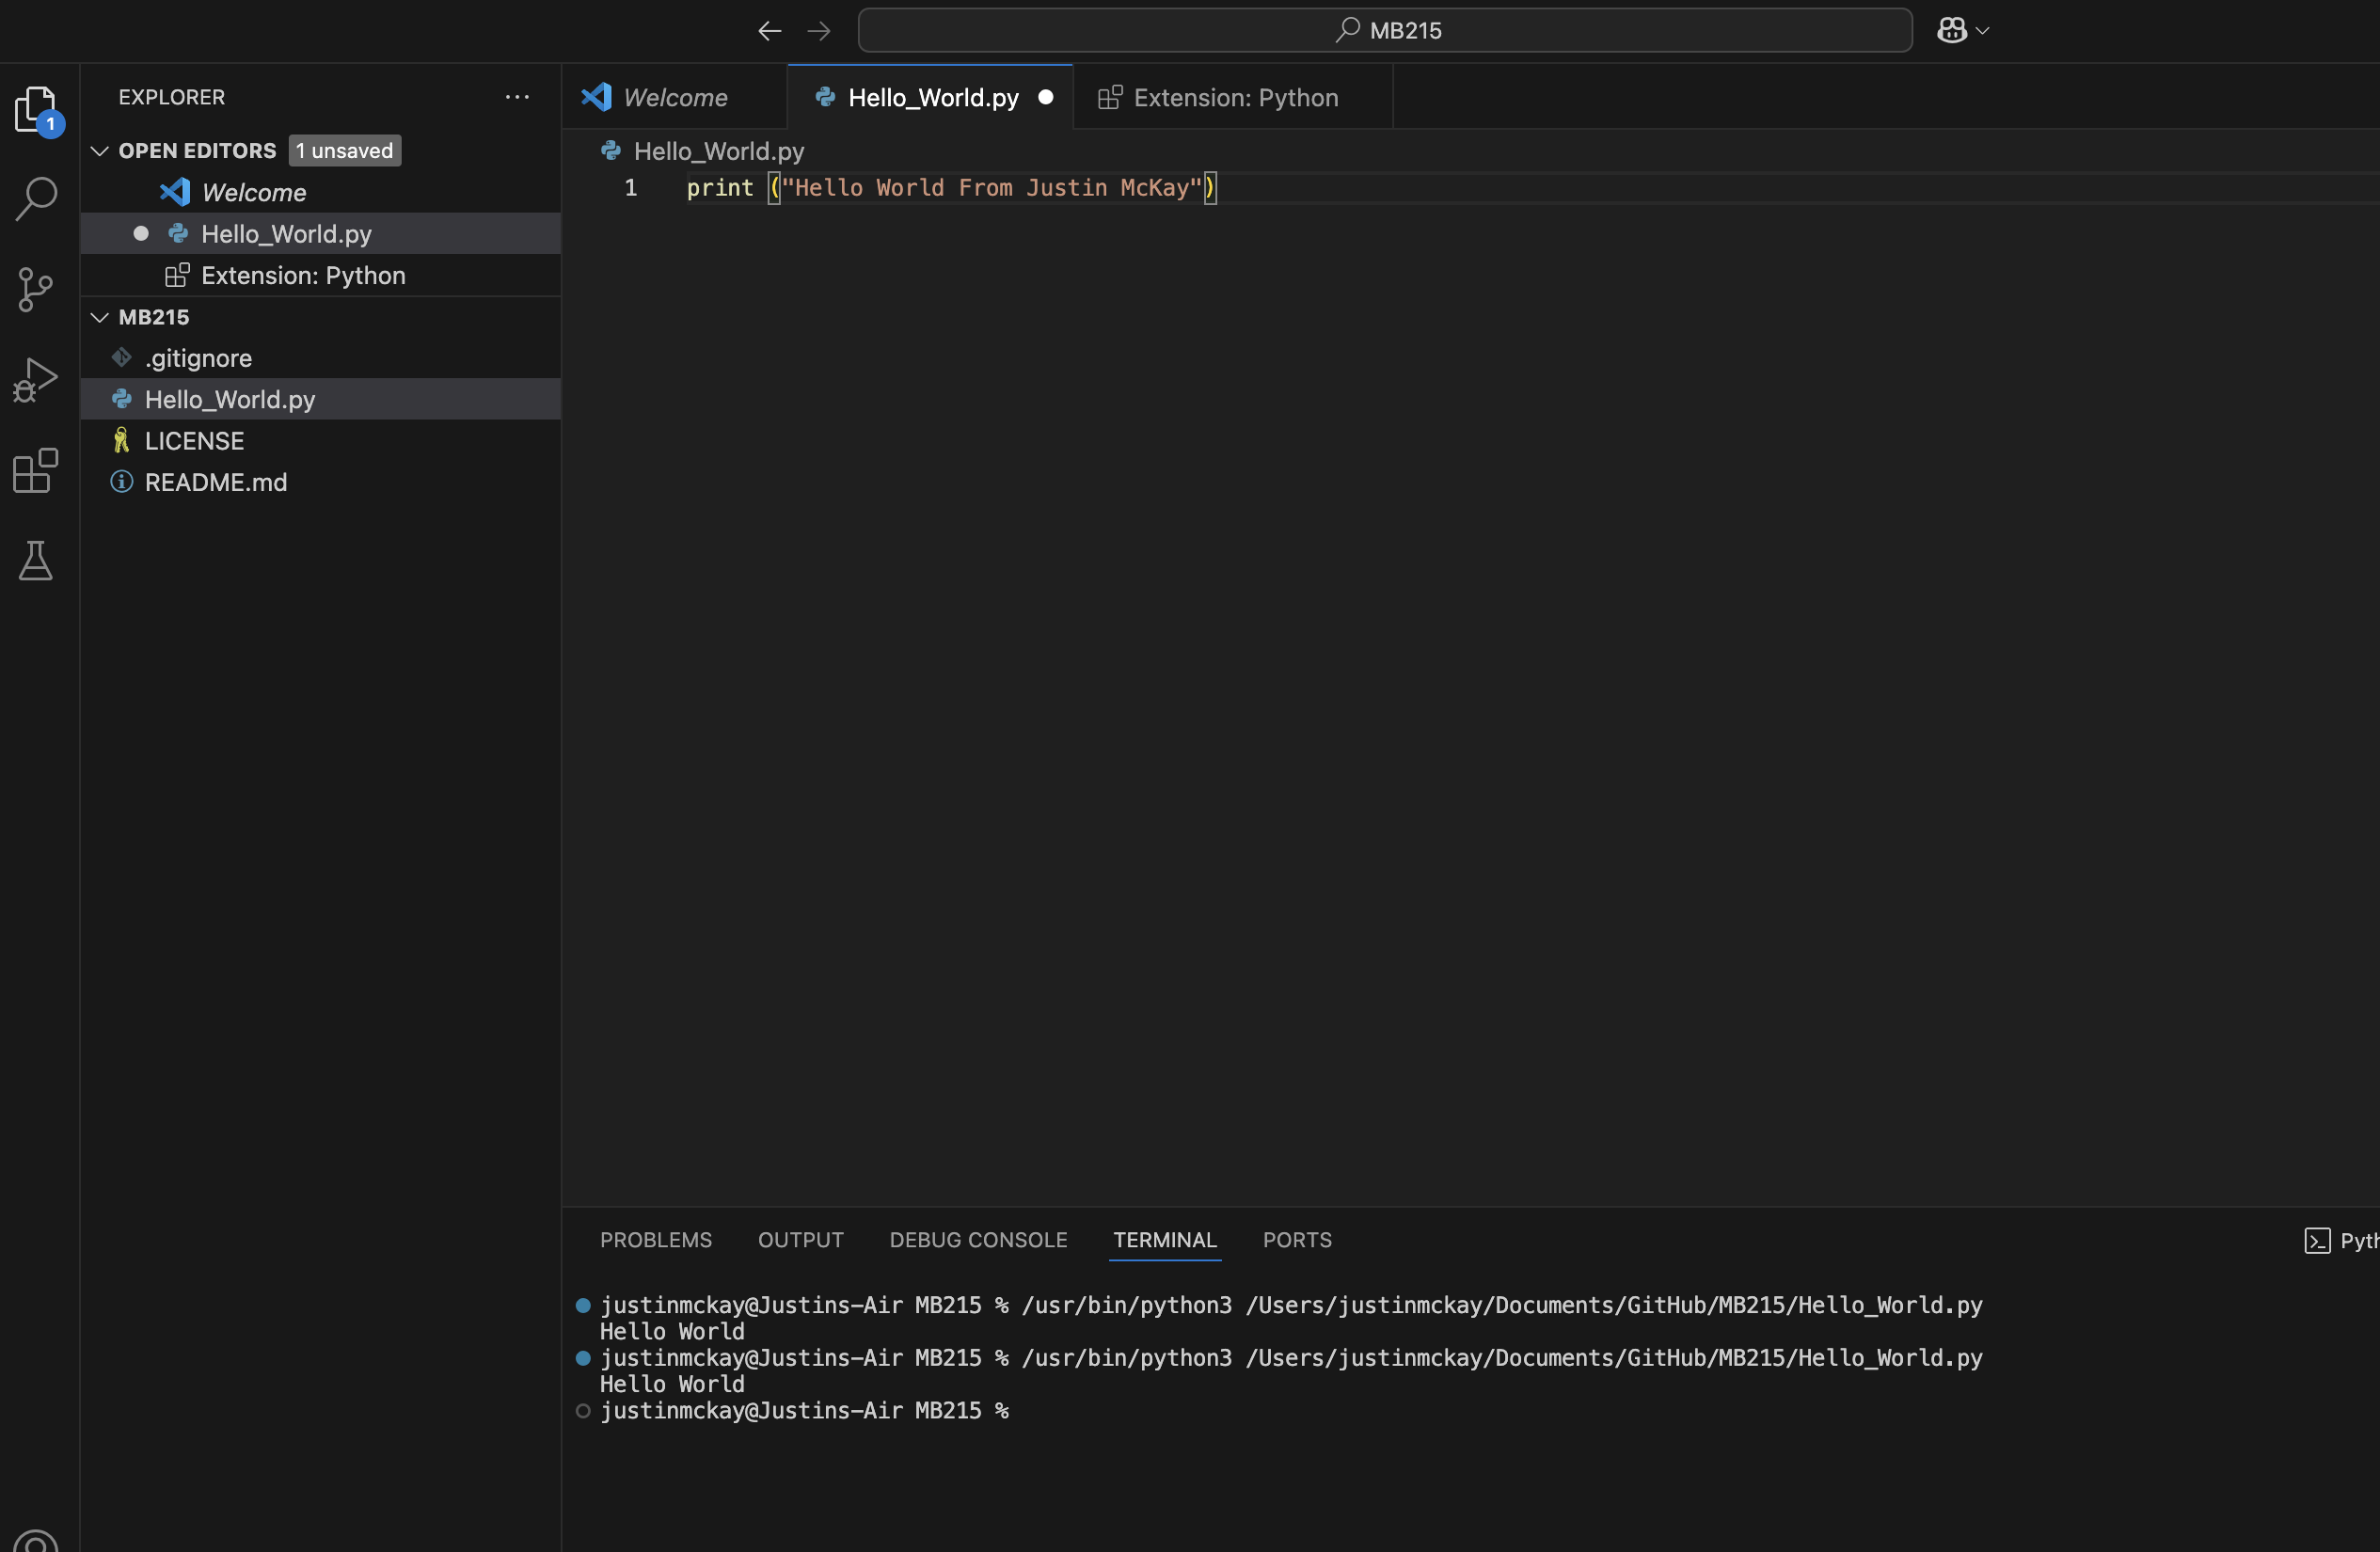 MB215
EXPLORER
1
OPEN EDITORS 1 unsaved
Welcome
Hello_World.py
Extension: Python
MB215
.gitignore
Hello_World.py
LICENSE
README.md
Welcome
Hello_World.py
Extension: Python
Hello_World.py
1 print ("Hello World From Justin McKay")
PROBLEMS OUTPUT DEBUG CONSOLE TERMINAL PORTS
justinmckay@Justins-Air MB215 % /usr/bin/python3 /Users/justinmckay/Documents/GitHub/MB215/Hello_World.py
Hello World
justinmckay@Justins-Air MB215 % /usr/bin/python3 /Users/justinmckay/Documents/GitHub/MB215/Hello_World.py
Hello World
justinmckay@Justins-Air MB215 %